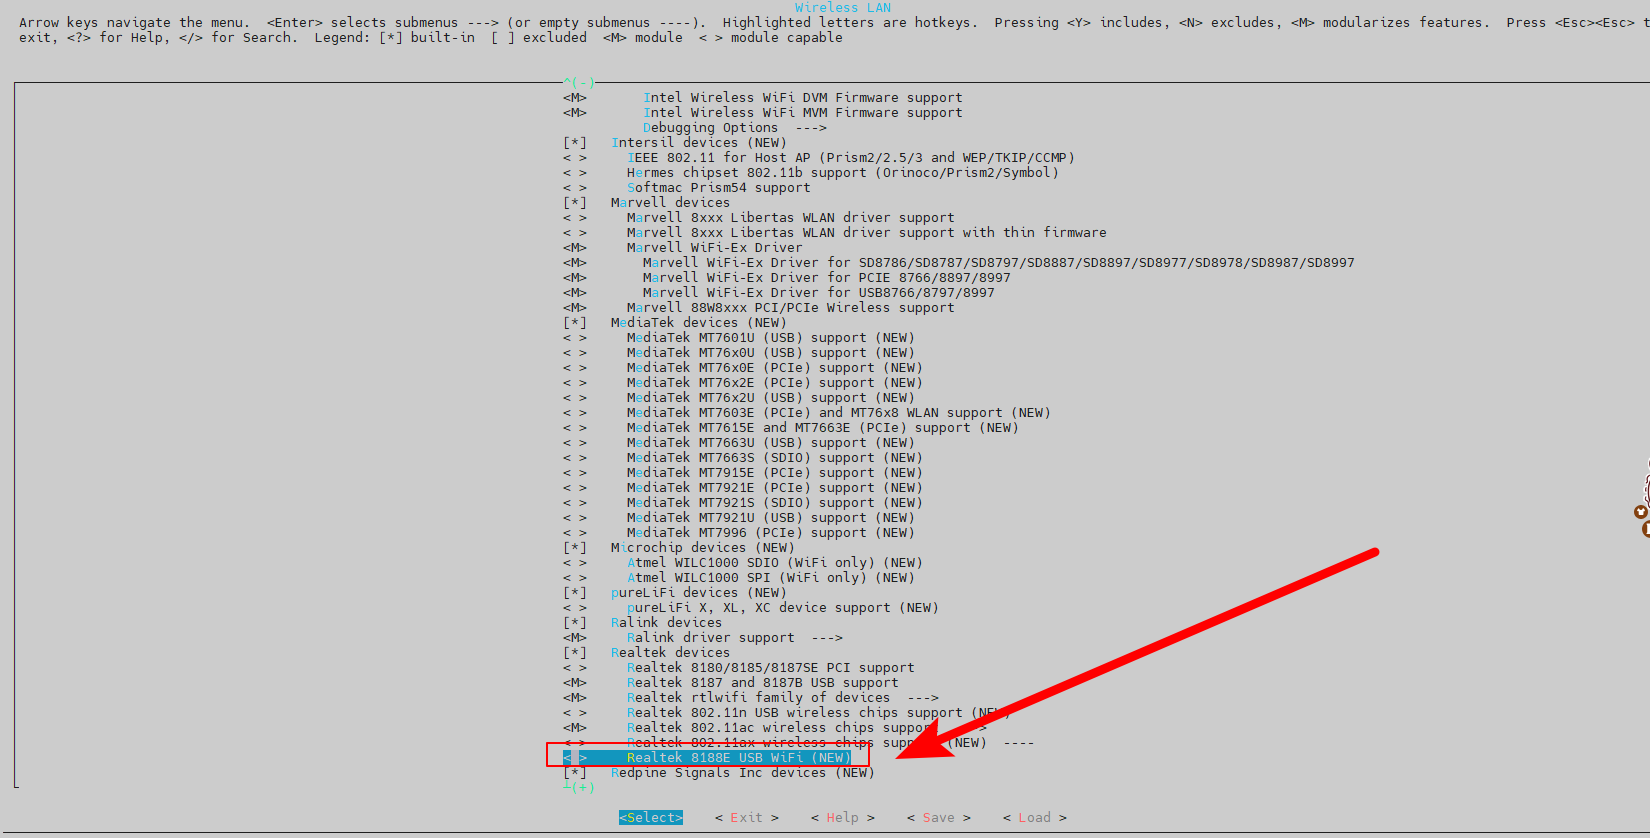 Wireless LAN
Arrow keys navigate the menu.  <Enter> selects submenus ---> (or empty submenus ----).  Highlighted letters are hotkeys.  Pressing <Y> includes, <N> excludes, <M> modularizes features.  Press <Esc><Esc> t
exit, <?> for Help, </> for Search.  Legend: [*] built-in  [ ] excluded  <M> module  < > module capable
^(-)
<M>       Intel Wireless WiFi DVM Firmware support
<M>       Intel Wireless WiFi MVM Firmware support
Debugging Options  --->
[*]   Intersil devices (NEW)
< >     IEEE 802.11 for Host AP (Prism2/2.5/3 and WEP/TKIP/CCMP)
< >     Hermes chipset 802.11b support (Orinoco/Prism2/Symbol)
< >     Softmac Prism54 support
[*]   Marvell devices
< >     Marvell 8xxx Libertas WLAN driver support
< >     Marvell 8xxx Libertas WLAN driver support with thin firmware
<M>     Marvell WiFi-Ex Driver
<M>       Marvell WiFi-Ex Driver for SD8786/SD8787/SD8797/SD8887/SD8897/SD8977/SD8978/SD8987/SD8997
<M>       Marvell WiFi-Ex Driver for PCIE 8766/8897/8997
<M>       Marvell WiFi-Ex Driver for USB8766/8797/8997
<M>     Marvell 88W8xxx PCI/PCIe Wireless support
[*]   MediaTek devices (NEW)
< >     MediaTek MT7601U (USB) support (NEW)
< >     MediaTek MT76x0U (USB) support (NEW)
< >     MediaTek MT76x0E (PCIe) support (NEW)
< >     MediaTek MT76x2E (PCIe) support (NEW)
< >     MediaTek MT76x2U (USB) support (NEW)
< >     MediaTek MT7603E (PCIe) and MT76x8 WLAN support (NEW)
< >     MediaTek MT7615E and MT7663E (PCIe) support (NEW)
< >     MediaTek MT7663U (USB) support (NEW)
< >     MediaTek MT7663S (SDIO) support (NEW)
< >     MediaTek MT7915E (PCIe) support (NEW)
< >     MediaTek MT7921E (PCIe) support (NEW)
< >     MediaTek MT7921S (SDIO) support (NEW)
< >     MediaTek MT7921U (USB) support (NEW)
< >     MediaTek MT7996 (PCIe) support (NEW)
[*]   Microchip devices (NEW)
< >     Atmel WILC1000 SDIO (WiFi only) (NEW)
< >     Atmel WILC1000 SPI (WiFi only) (NEW)
[*]   pureLiFi devices (NEW)
< >     pureLiFi X, XL, XC device support (NEW)
[*]   Ralink devices
<M>     Ralink driver support  --->
[*]   Realtek devices
< >     Realtek 8180/8185/8187SE PCI support
<M>     Realtek 8187 and 8187B USB support
<M>     Realtek rtlwifi family of devices  --->
< >     Realtek 802.11n USB wireless chips support (NEW)
<M>     Realtek 802.11ac wireless chips support
< >     Realtek 802.11ax wireless chips support (NEW)  ----
< >     Realtek 8188E USB WiFi (NEW)
[*]   Redpine Signals Inc devices (NEW)
┴(+)
<Select>    < Exit >    < Help >    < Save >    < Load >